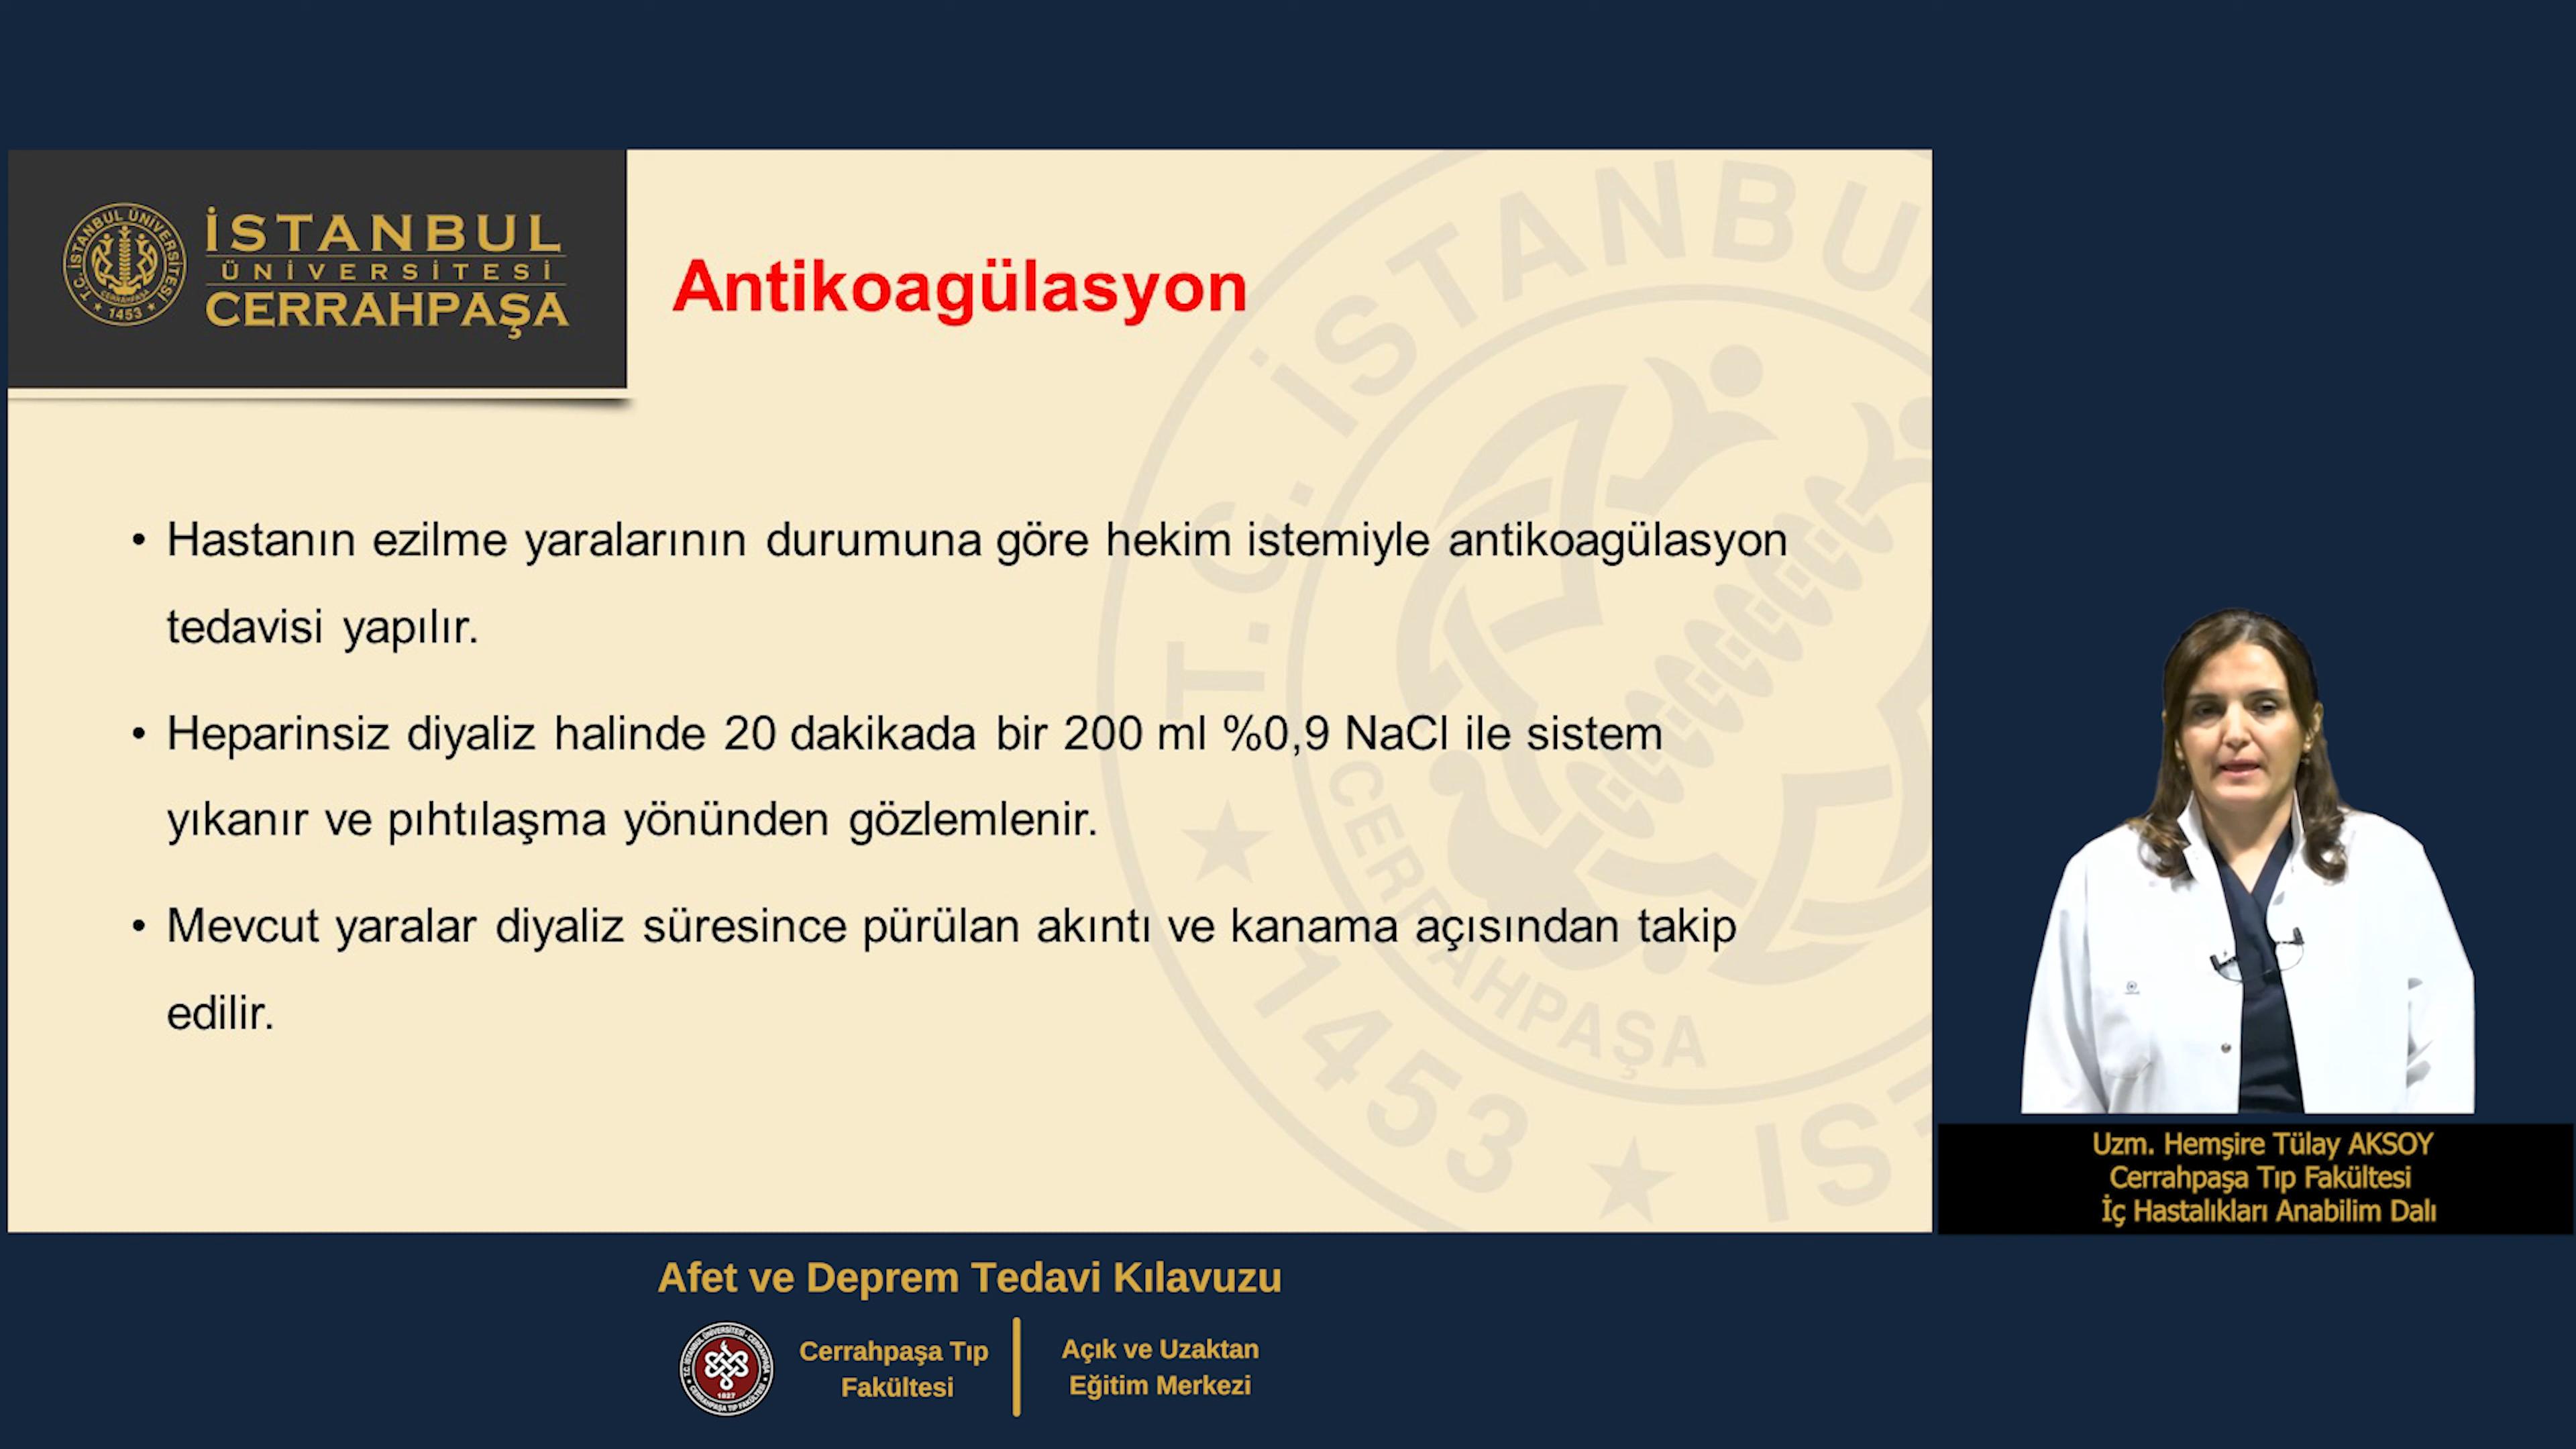 İSTANBUL
ÜNİVERSİTESİ
CERRAHPAŞA
Antikoagülasyon
• Hastanın ezilme yaralarının durumuna göre hekim istemiyle antikoagülasyon
tedavisi yapılır.
• Heparinsiz diyaliz halinde 20 dakikada bir 200 ml %0,9 NaCl ile sistem
yıkanır ve pıhtılaşma yönünden gözlemlenir.
• Mevcut yaralar diyaliz süresince pürülan akıntı ve kanama açısından takip
edilir.
T.C. İSTANBU
CERRAHPAŞA
1453
Uzm. Hemşire Tülay AKSOY
Cerrahpaşa Tıp Fakültesi
İç Hastalıkları Anabilim Dalı
Afet ve Deprem Tedavi Kılavuzu
Cerrahpaşa Tıp
Fakültesi
Açık ve Uzaktan
Eğitim Merkezi